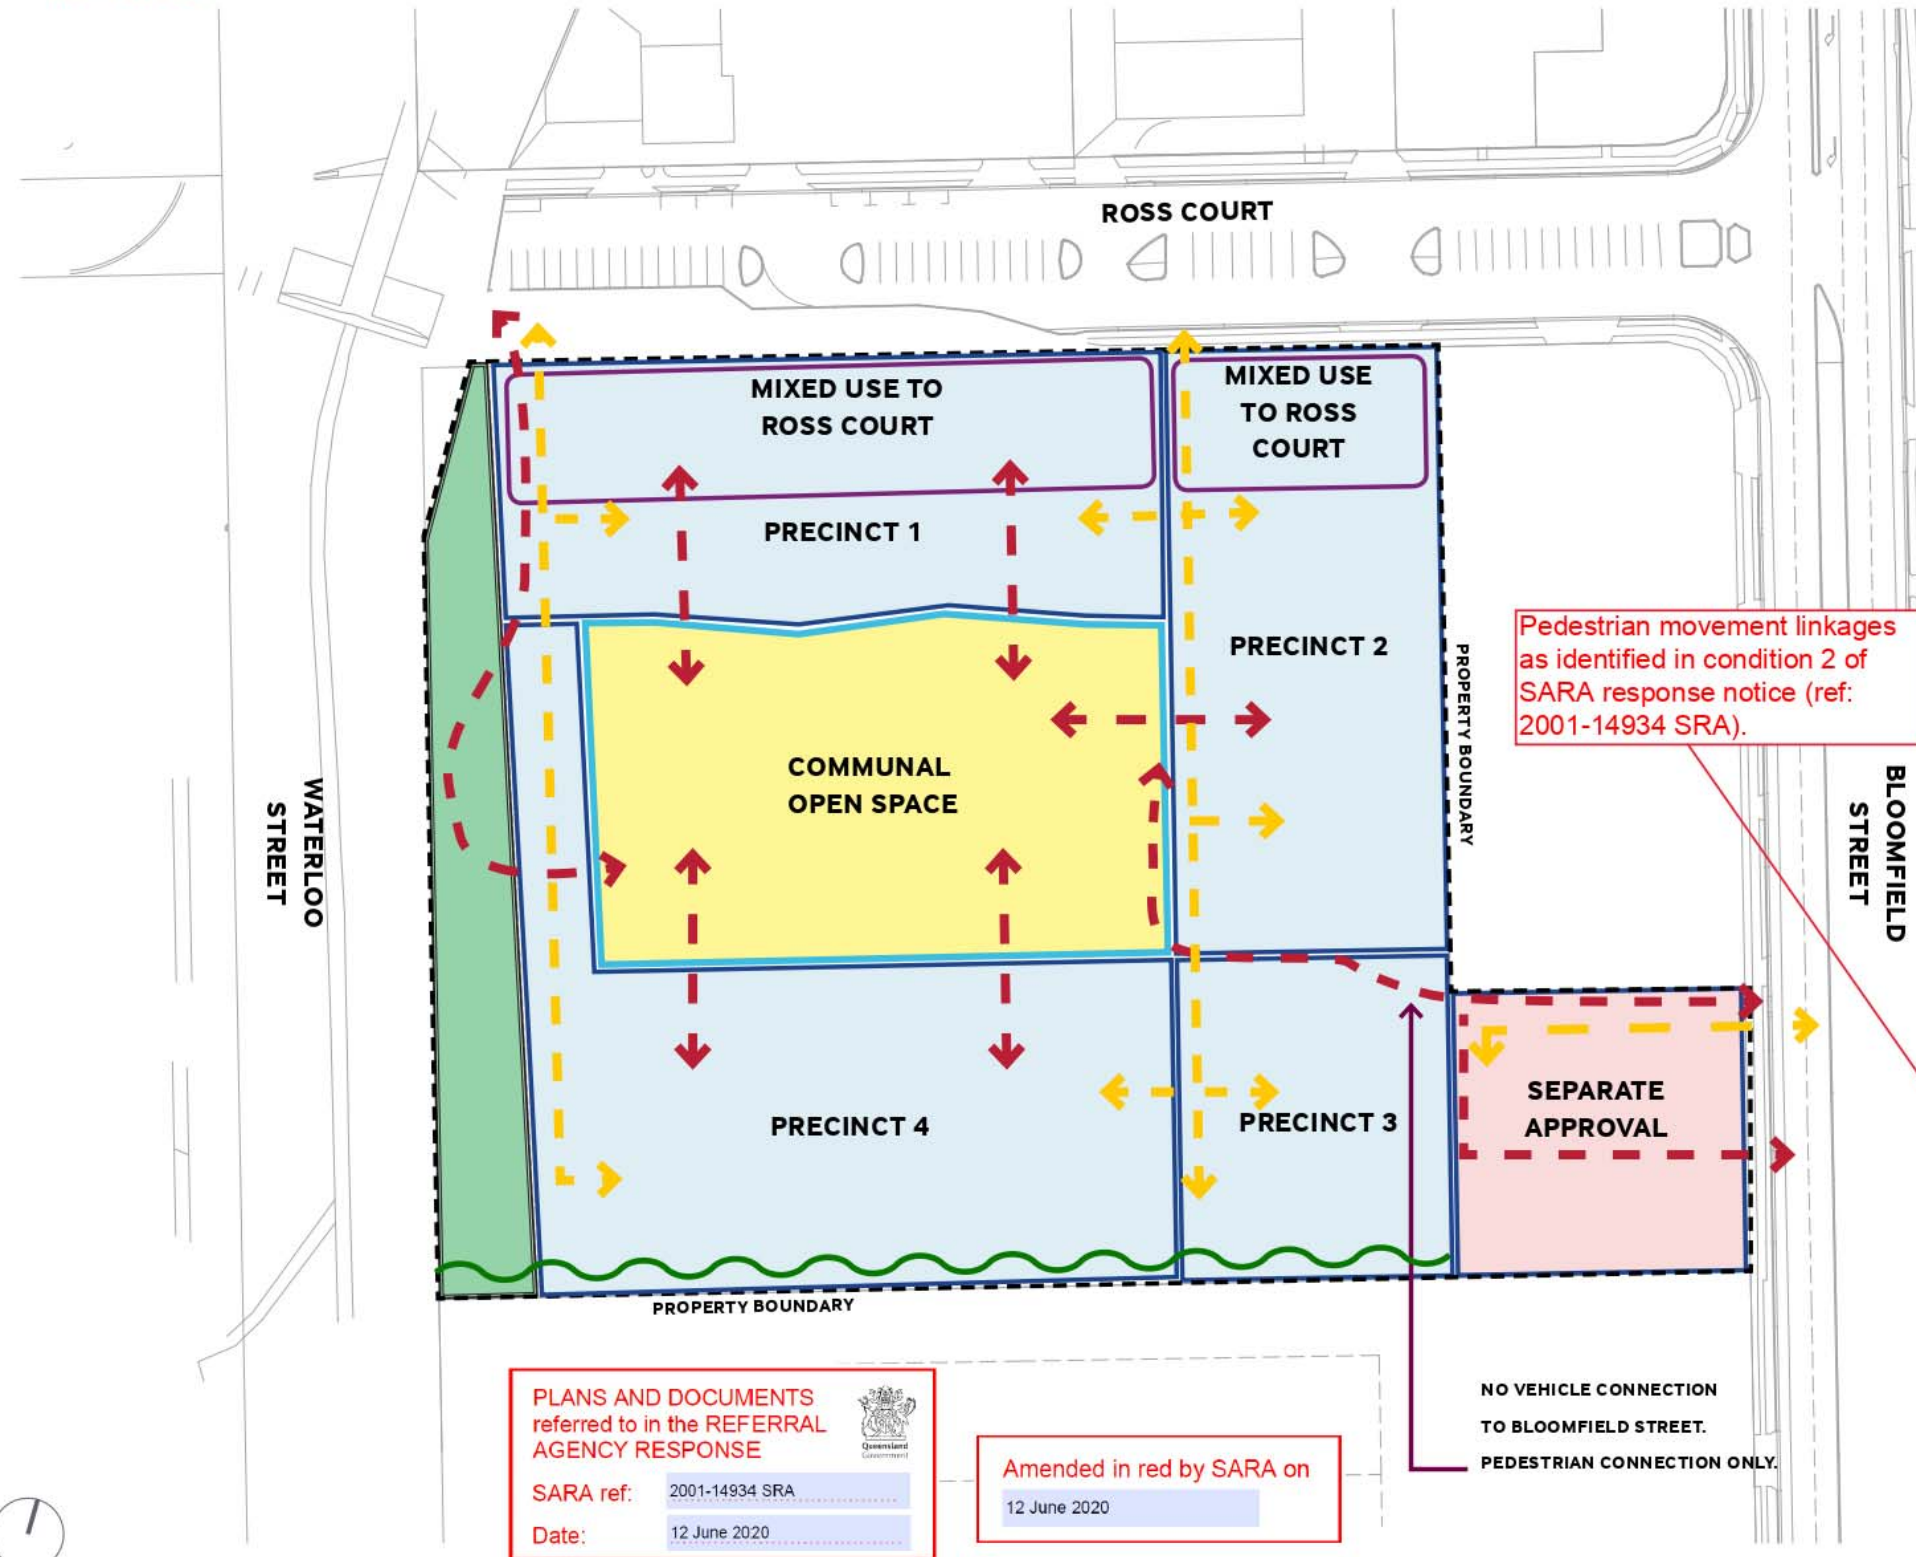 ROSS COURT
MIXED USE TO
ROSS COURT
MIXED USE
TO ROSS
COURT
PRECINCT 1
PRECINCT 2
PROPERTY BOUNDARY
Pedestrian movement linkages
as identified in condition 2 of
SARA response notice (ref:
2001-14934 SRA).
COMMUNAL
OPEN SPACE
WATERLOO
STREET
BLOOMFIELD
STREET
PRECINCT 4
PRECINCT 3
SEPARATE
APPROVAL
PROPERTY BOUNDARY
NO VEHICLE CONNECTION
TO BLOOMFIELD STREET.
PEDESTRIAN CONNECTION ONLY.
PLANS AND DOCUMENTS
referred to in the REFERRAL
AGENCY RESPONSE
Queensland
Government
SARA ref: 2001-14934 SRA
Date: 12 June 2020
Amended in red by SARA on
12 June 2020